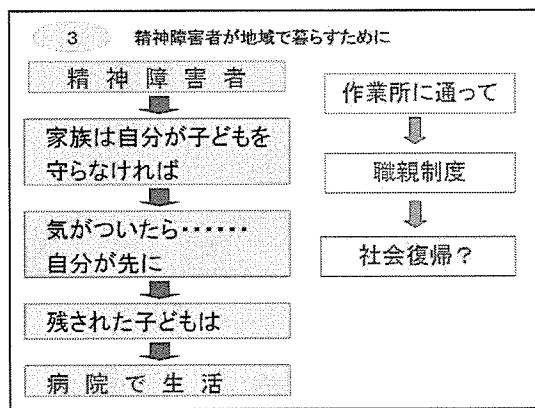 3 精神障害者が地域で暮らすために
精神障害者
家族は自分が子どもを
守らなければ
気がついたら‥‥‥
自分が先に
残された子どもは
病院で生活
作業所に通って
職親制度
社会復帰？